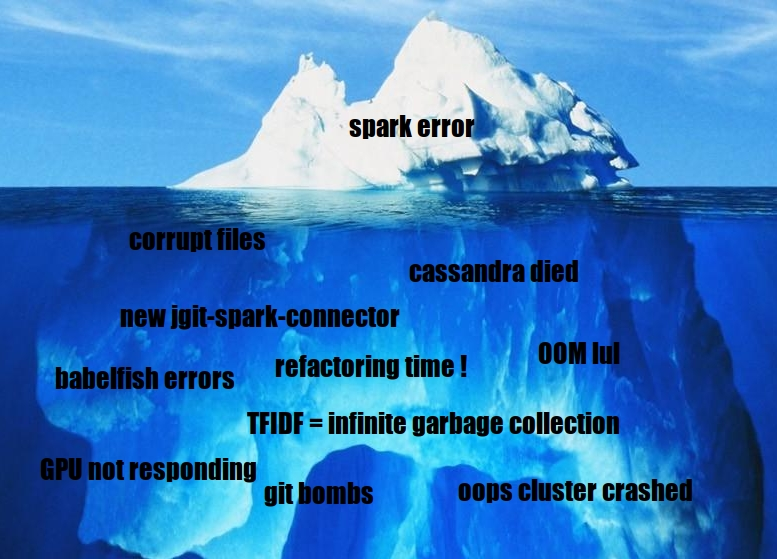 spark error
corrupt files
cassandra died
new jgit-spark-connector
OOM lul
refactoring time !
babelfish errors
TFIDF = infinite garbage collection
GPU not responding
git bombs
oops cluster crashed